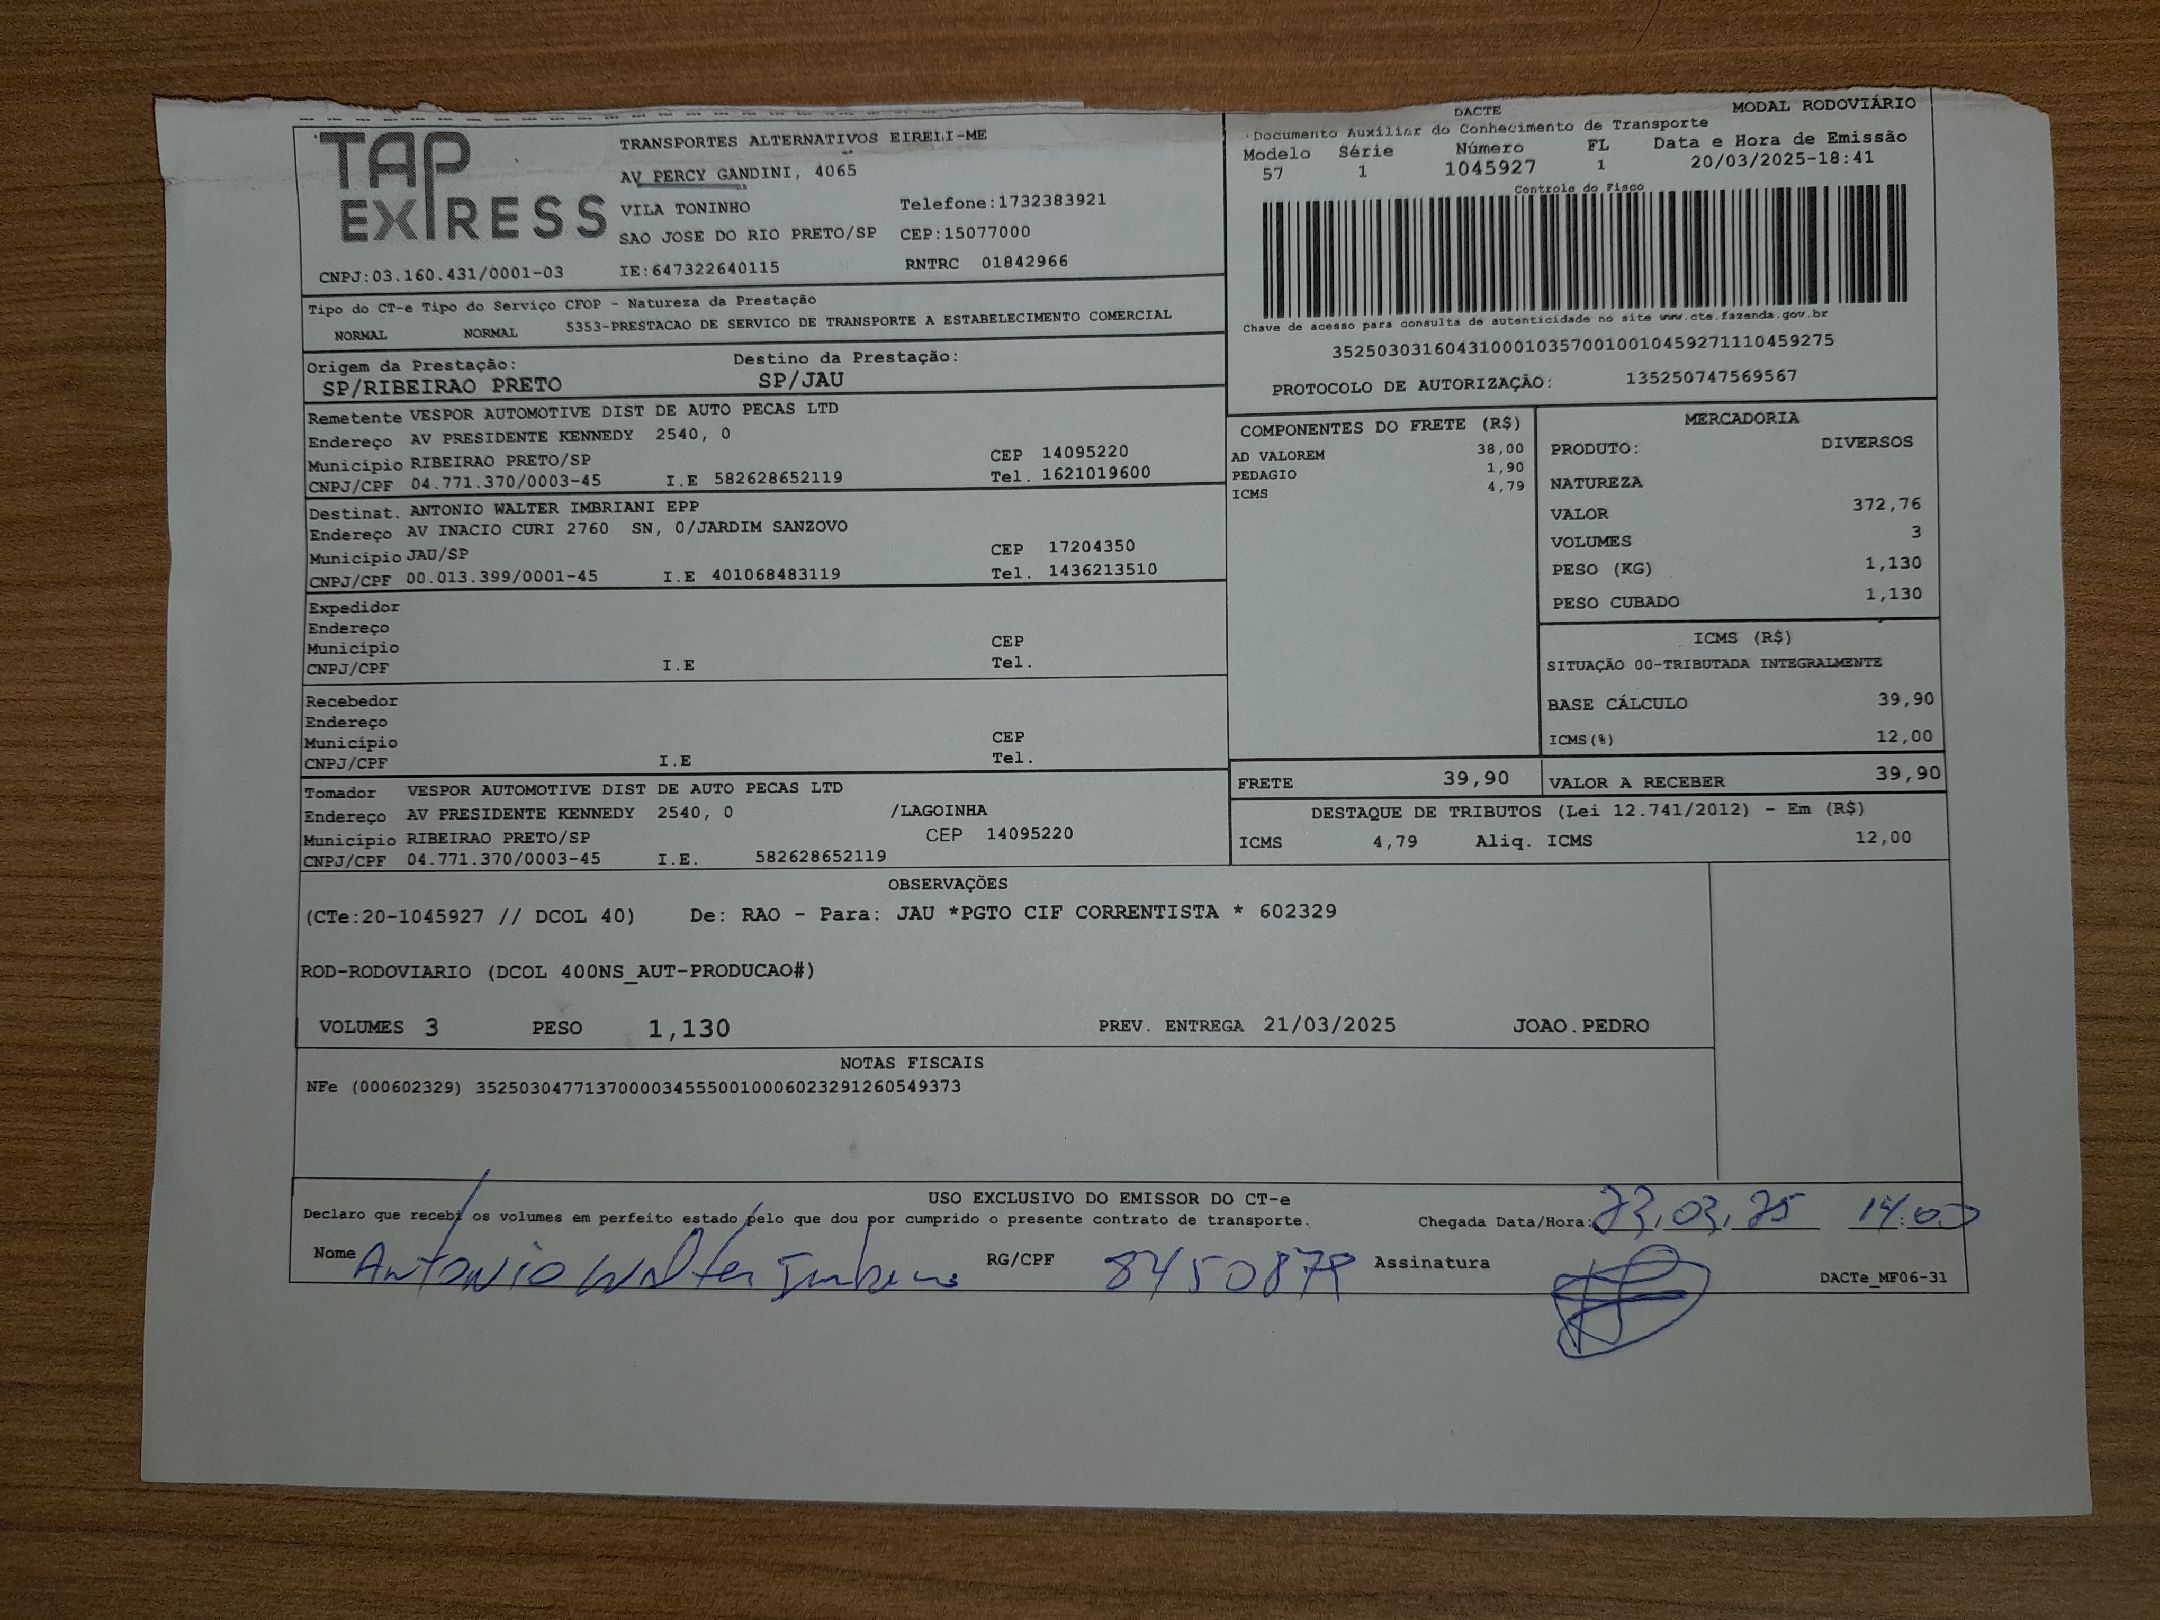 TAP EXPRESS
TRANSPORTES ALTERNATIVOS EIRELI-ME
AV PERCY GANDINI, 4065
VILA TONINHO Telefone:1732383921
SAO JOSE DO RIO PRETO/SP CEP:15077000
CNPJ:03.160.431/0001-03 IE:647322640115 RNTRC 01842966
DACTE MODAL RODOVIÁRIO
Documento Auxiliar do Conhecimento de Transporte
Modelo Série Número FL Data e Hora de Emissão
57 1 1045927 1 20/03/2025-18:41
Controle do Fisco
Chave de acesso para consulta de autenticidade no site www.cte.fazenda.gov.br
35250303160431000103570010010459271110459275
PROTOCOLO DE AUTORIZAÇÃO: 135250747569567
Tipo do CT-e Tipo do Serviço CFOP - Natureza da Prestação
NORMAL NORMAL 5353-PRESTACAO DE SERVICO DE TRANSPORTE A ESTABELECIMENTO COMERCIAL
Origem da Prestação: Destino da Prestação:
SP/RIBEIRAO PRETO SP/JAU
Remetente VESPOR AUTOMOTIVE DIST DE AUTO PECAS LTD
Endereço AV PRESIDENTE KENNEDY 2540, 0
Município RIBEIRAO PRETO/SP CEP 14095220
CNPJ/CPF 04.771.370/0003-45 I.E 582628652119 Tel. 1621019600
Destinat. ANTONIO WALTER IMBRIANI EPP
Endereço AV INACIO CURI 2760 SN, 0/JARDIM SANZOVO
Município JAU/SP CEP 17204350
CNPJ/CPF 00.013.399/0001-45 I.E 401068483119 Tel. 1436213510
Expedidor
Endereço
Município CEP
CNPJ/CPF I.E Tel.
Recebedor
Endereço
Município CEP
CNPJ/CPF I.E Tel.
Tomador VESPOR AUTOMOTIVE DIST DE AUTO PECAS LTD
Endereço AV PRESIDENTE KENNEDY 2540, 0 /LAGOINHA
Município RIBEIRAO PRETO/SP CEP 14095220
CNPJ/CPF 04.771.370/0003-45 I.E. 582628652119
COMPONENTES DO FRETE (R$)
AD VALOREM 38,00
PEDAGIO 1,90
ICMS 4,79
MERCADORIA
PRODUTO: DIVERSOS
NATUREZA
VALOR 372,76
VOLUMES 3
PESO (KG) 1,130
PESO CUBADO 1,130
ICMS (R$)
SITUAÇÃO 00-TRIBUTADA INTEGRALMENTE
BASE CÁLCULO 39,90
ICMS(%) 12,00
FRETE 39,90 VALOR A RECEBER 39,90
DESTAQUE DE TRIBUTOS (Lei 12.741/2012) - Em (R$)
ICMS 4,79 Aliq. ICMS 12,00
OBSERVAÇÕES
(CTe:20-1045927 // DCOL 40) De: RAO - Para: JAU *PGTO CIF CORRENTISTA * 602329
ROD-RODOVIARIO (DCOL 400NS_AUT-PRODUCAO#)
VOLUMES 3 PESO 1,130 PREV. ENTREGA 21/03/2025 JOAO.PEDRO
NOTAS FISCAIS
NFe (000602329) 35250304771370000345550010006023291260549373
USO EXCLUSIVO DO EMISSOR DO CT-e
Declaro que recebi os volumes em perfeito estado pelo que dou por cumprido o presente contrato de transporte. Chegada Data/Hora: 14:00
Nome Antonio Walter RG/CPF 8450879 Assinatura
DACTe_MF06-31